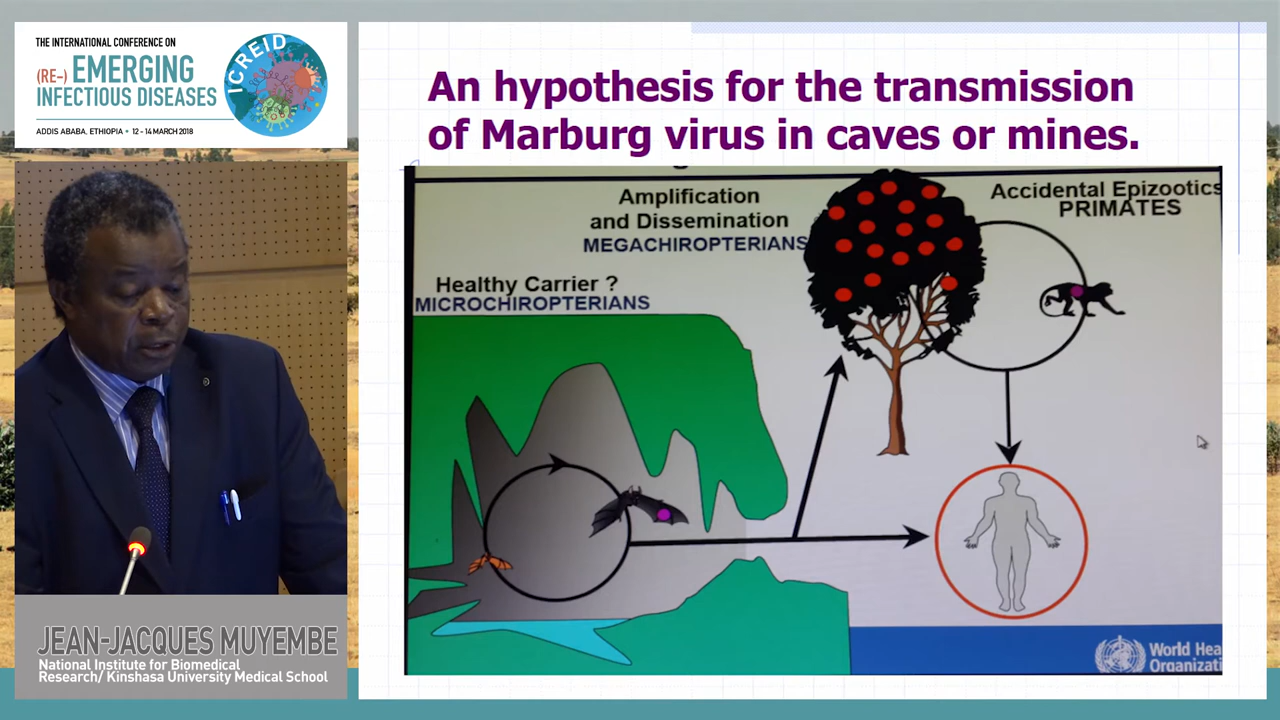 THE INTERNATIONAL CONFERENCE ON
(RE-) EMERGING
INFECTIOUS DISEASES
ADDIS ABABA, ETHIOPIA • 12 - 14 MARCH 2018
ICREID
An hypothesis for the transmission
of Marburg virus in caves or mines.
Amplification
and Dissemination
MEGACHIROPTERIANS
Accidental Epizootics
PRIMATES
Healthy Carrier ?
MICROCHIROPTERIANS
World Hea
Organizati
JEAN-JACQUES MUYEMBE
National Institute for Biomedical
Research/ Kinshasa University Medical School